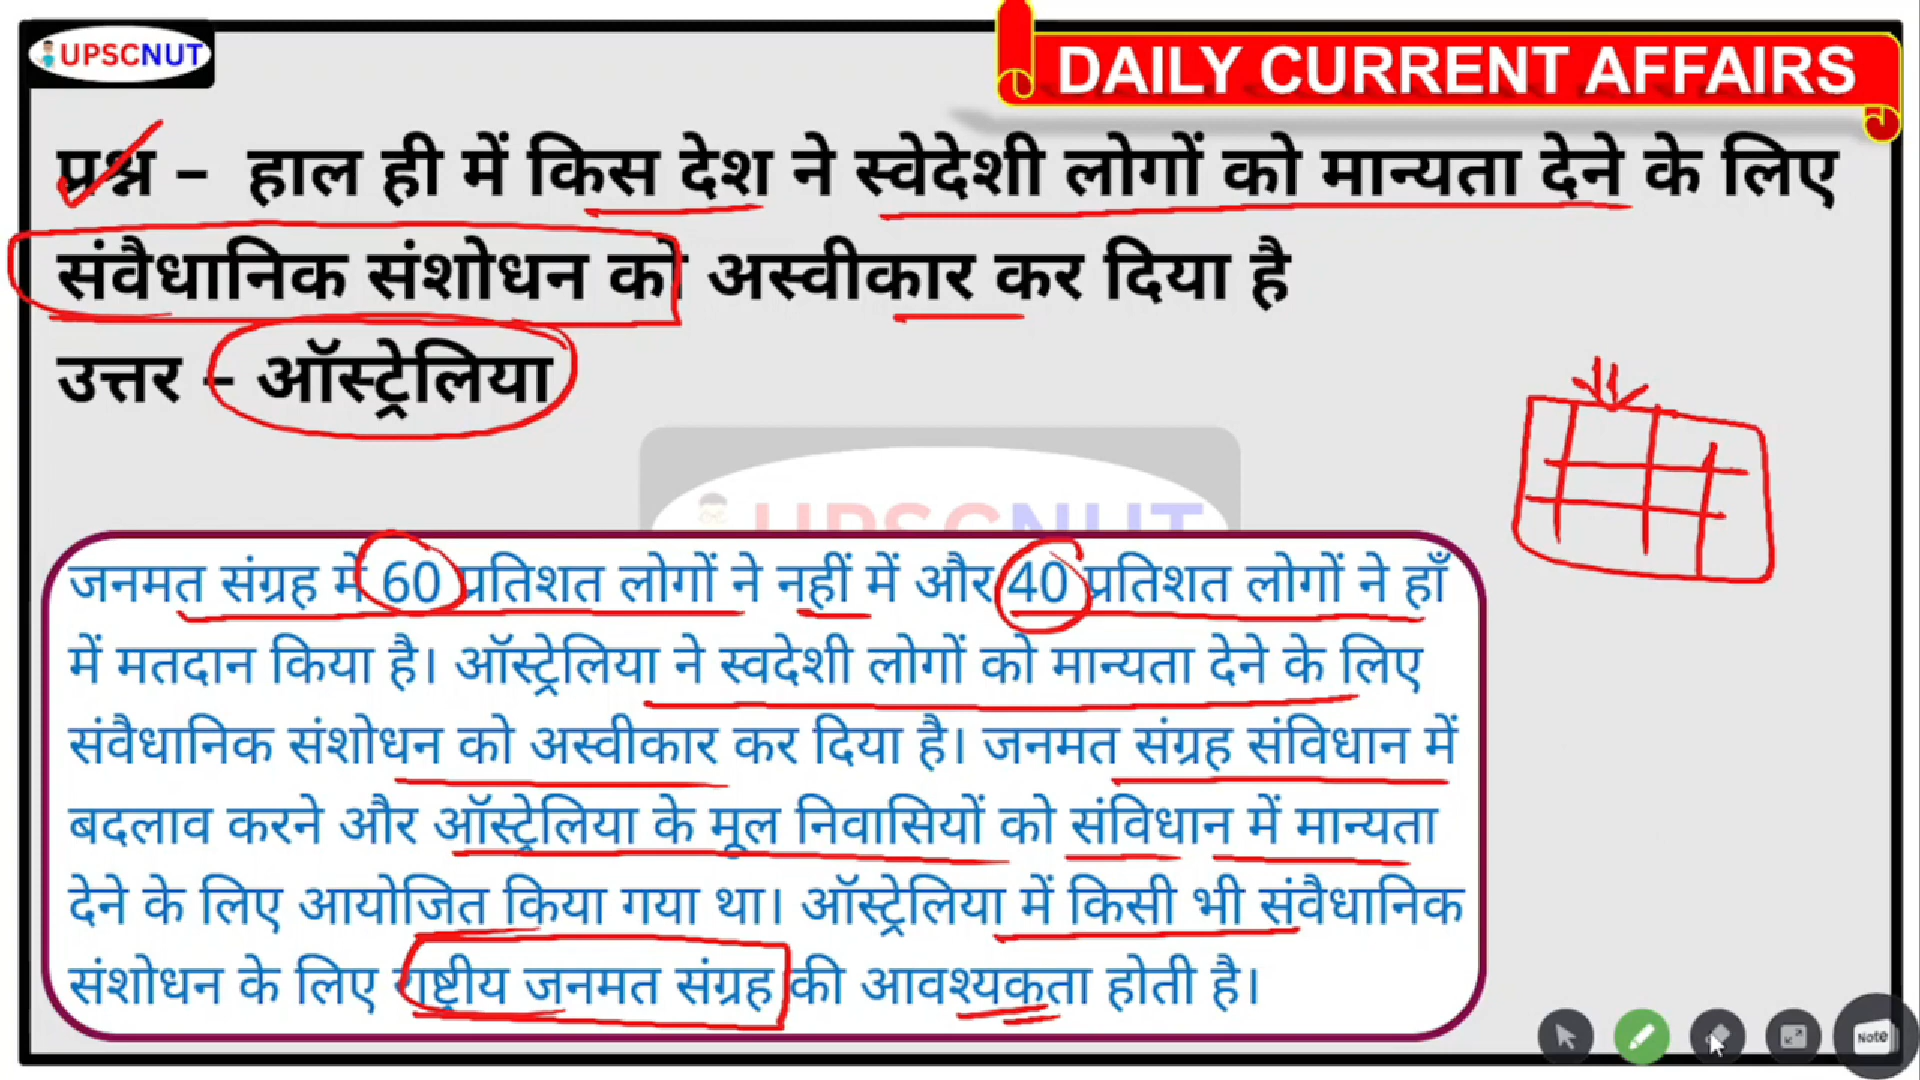 UPSCNUT
DAILY CURRENT AFFAIRS
प्रश्न – हाल ही में किस देश ने स्वेदेशी लोगों को मान्यता देने के लिए
संवैधानिक संशोधन को अस्वीकार कर दिया है
उत्तर – ऑस्ट्रेलिया
UPSCNUT
जनमत संग्रह में 60 प्रतिशत लोगों ने नहीं में और 40 प्रतिशत लोगों ने हाँ
में मतदान किया है। ऑस्ट्रेलिया ने स्वदेशी लोगों को मान्यता देने के लिए
संवैधानिक संशोधन को अस्वीकार कर दिया है। जनमत संग्रह संविधान में
बदलाव करने और ऑस्ट्रेलिया के मूल निवासियों को संविधान में मान्यता
देने के लिए आयोजित किया गया था। ऑस्ट्रेलिया में किसी भी संवैधानिक
संशोधन के लिए राष्ट्रीय जनमत संग्रह की आवश्यकता होती है।
Note